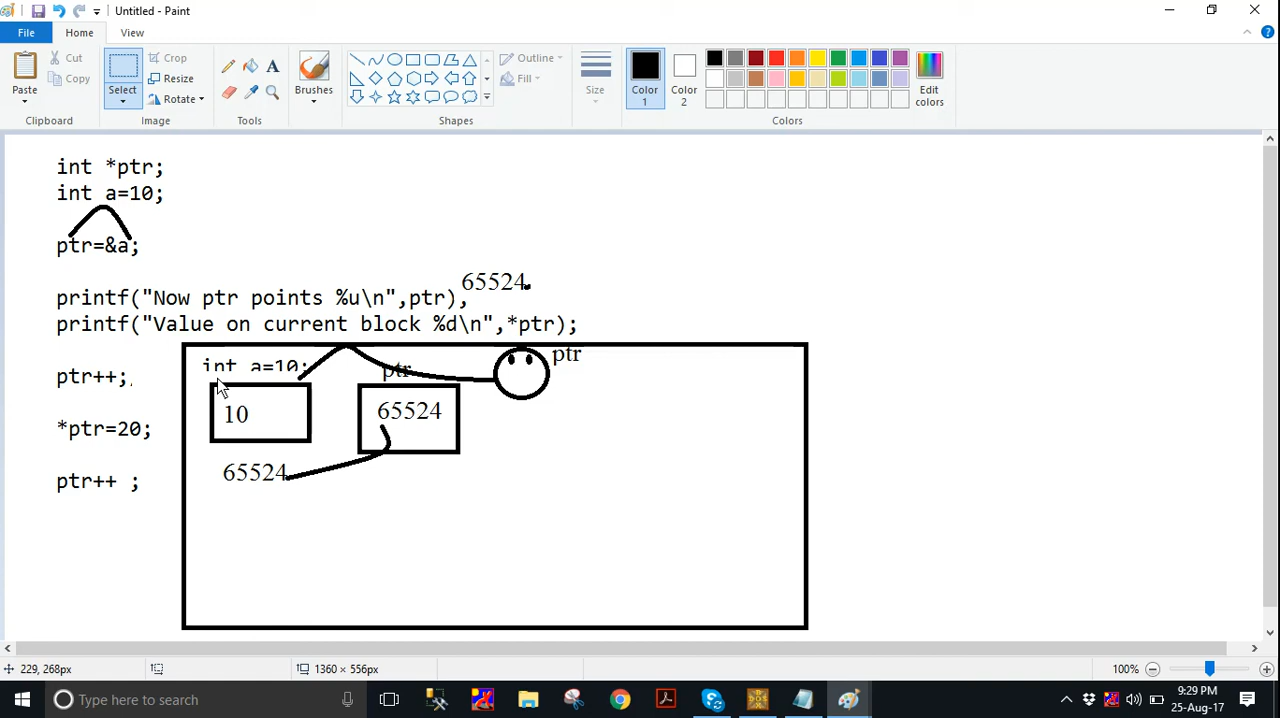 Untitled - Paint
File Home View
Paste
Cut
Copy
Clipboard
Select
Crop
Resize
Rotate
Image
A
Tools
Brushes
Shapes
Outline
Fill
Size
Color 1
Color 2
Edit colors
Colors
int *ptr;
int a=10;
ptr=&a;
65524.
printf("Now ptr points %u\n",ptr),
printf("Value on current block %d\n",*ptr);
ptr
int a=10;
ptr
ptr++;
10
65524
*ptr=20;
65524
ptr++ ;
229, 268px
1360 × 556px
100%
Type here to search
9:29 PM
25-Aug-17